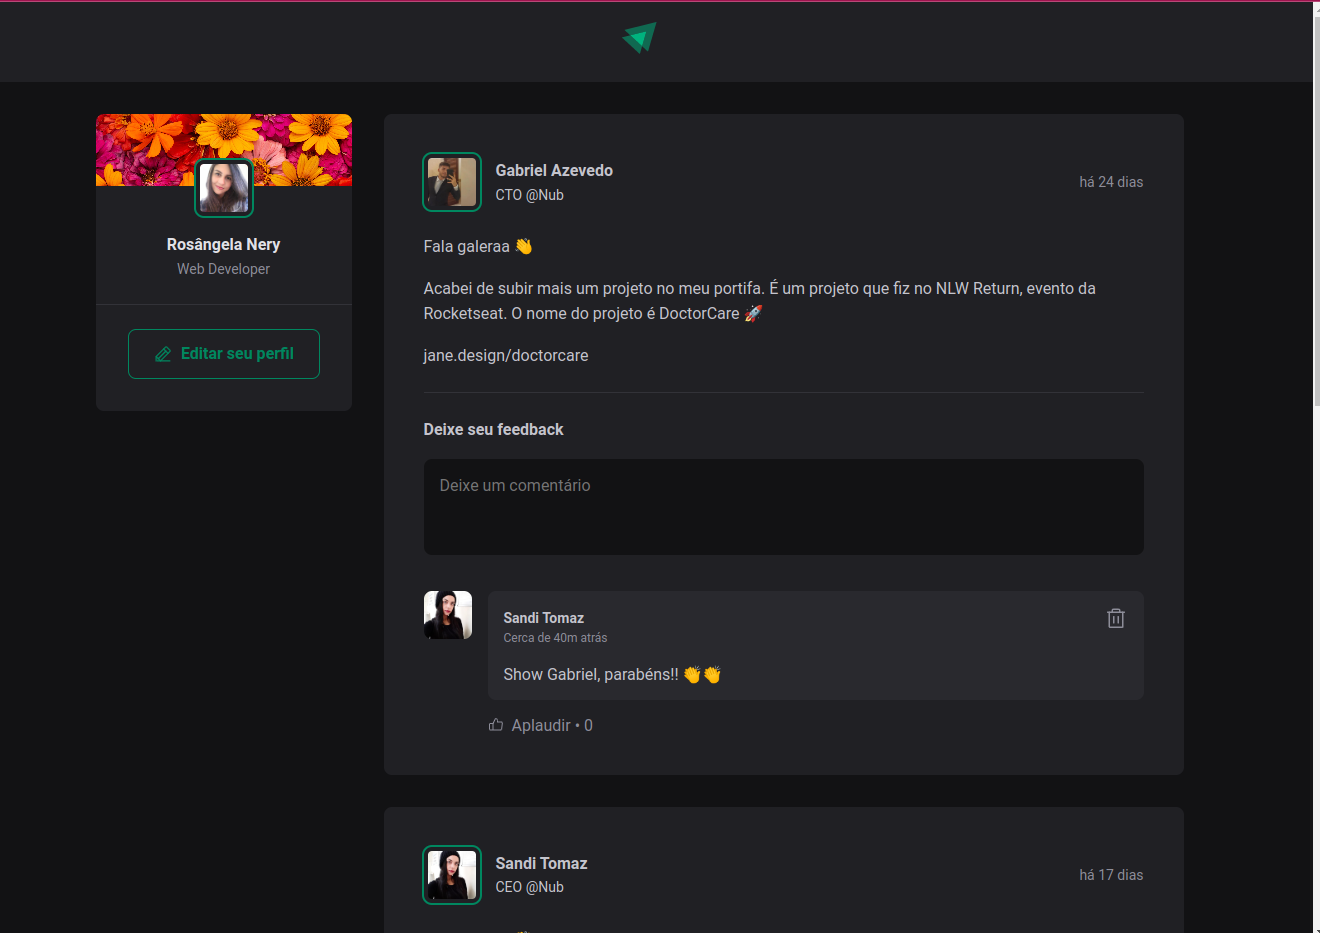 Rosângela Nery
Web Developer
Editar seu perfil
Gabriel Azevedo
CTO @Nub
há 24 dias
Fala galeraa 👋
Acabei de subir mais um projeto no meu portifa. É um projeto que fiz no NLW Return, evento da
Rocketseat. O nome do projeto é DoctorCare 🚀
jane.design/doctorcare
Deixe seu feedback
Deixe um comentário
Sandi Tomaz
Cerca de 40m atrás
Show Gabriel, parabéns!! 👏👏
Aplaudir • 0
Sandi Tomaz
CEO @Nub
há 17 dias